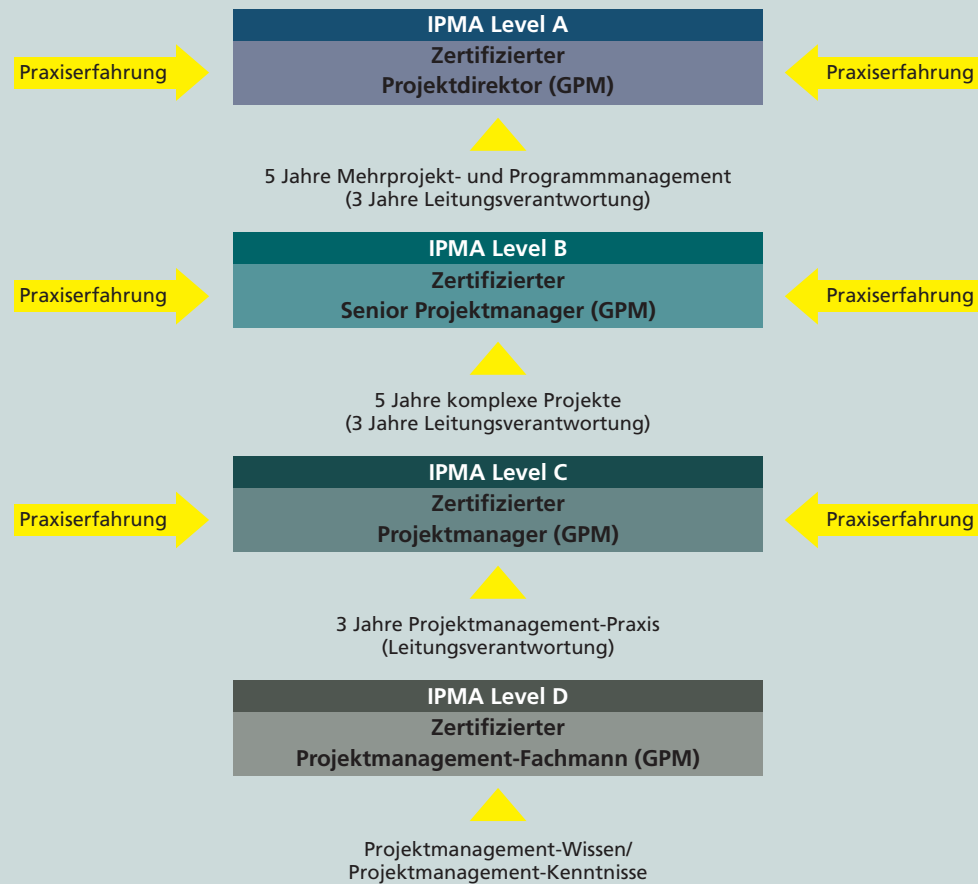 IPMA Level A
Zertifizierter
Projektdirektor (GPM)
Praxiserfahrung
Praxiserfahrung
5 Jahre Mehrprojekt- und Programmmanagement
(3 Jahre Leitungsverantwortung)
IPMA Level B
Zertifizierter
Senior Projektmanager (GPM)
Praxiserfahrung
Praxiserfahrung
5 Jahre komplexe Projekte
(3 Jahre Leitungsverantwortung)
IPMA Level C
Zertifizierter
Projektmanager (GPM)
Praxiserfahrung
Praxiserfahrung
3 Jahre Projektmanagement-Praxis
(Leitungsverantwortung)
IPMA Level D
Zertifizierter
Projektmanagement-Fachmann (GPM)
Projektmanagement-Wissen/
Projektmanagement-Kenntnisse